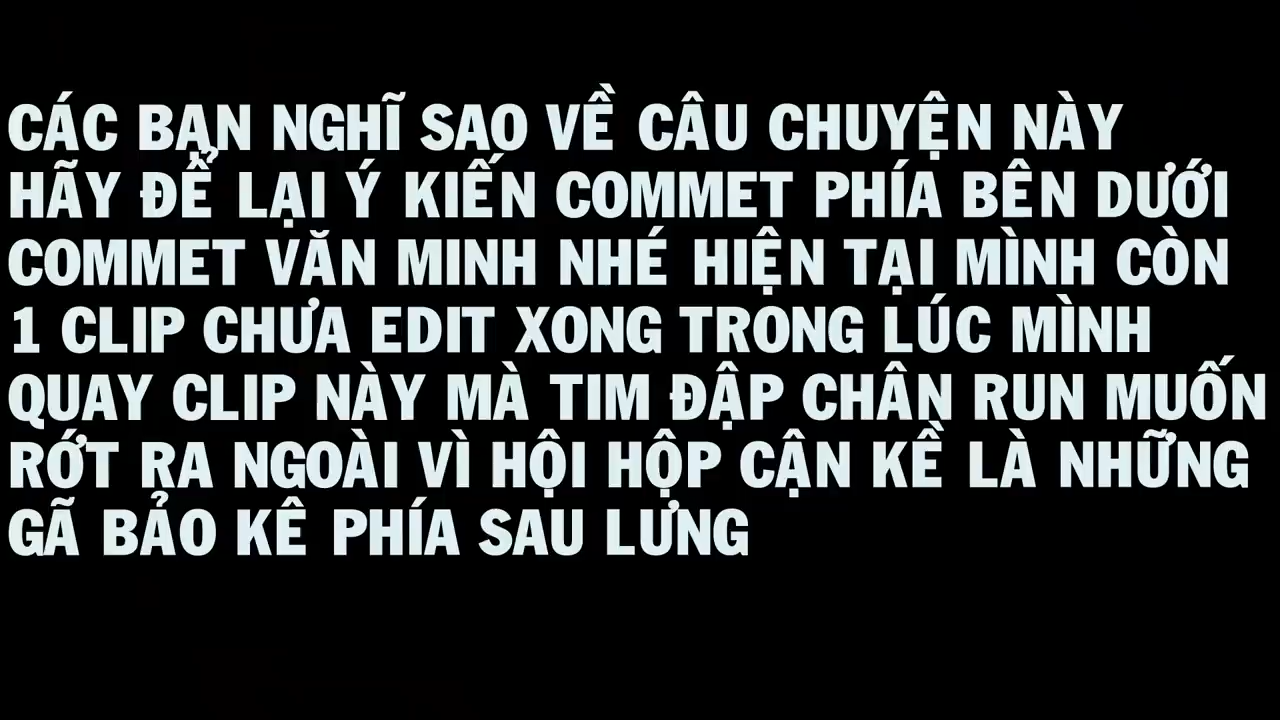 CÁC BẠN NGHĨ SAO VỀ CÂU CHUYỆN NÀY
HÃY ĐỂ LẠI Ý KIẾN COMMET PHÍA BÊN DƯỚI
COMMET VĂN MINH NHÉ HIỆN TẠI MÌNH CÒN
1 CLIP CHƯA EDIT XONG TRONG LÚC MÌNH
QUAY CLIP NÀY MÀ TIM ĐẬP CHÂN RUN MUỐN
RỚT RA NGOÀI VÌ HỘI HỘP CẬN KỀ LÀ NHỮNG
GÃ BẢO KÊ PHÍA SAU LƯNG